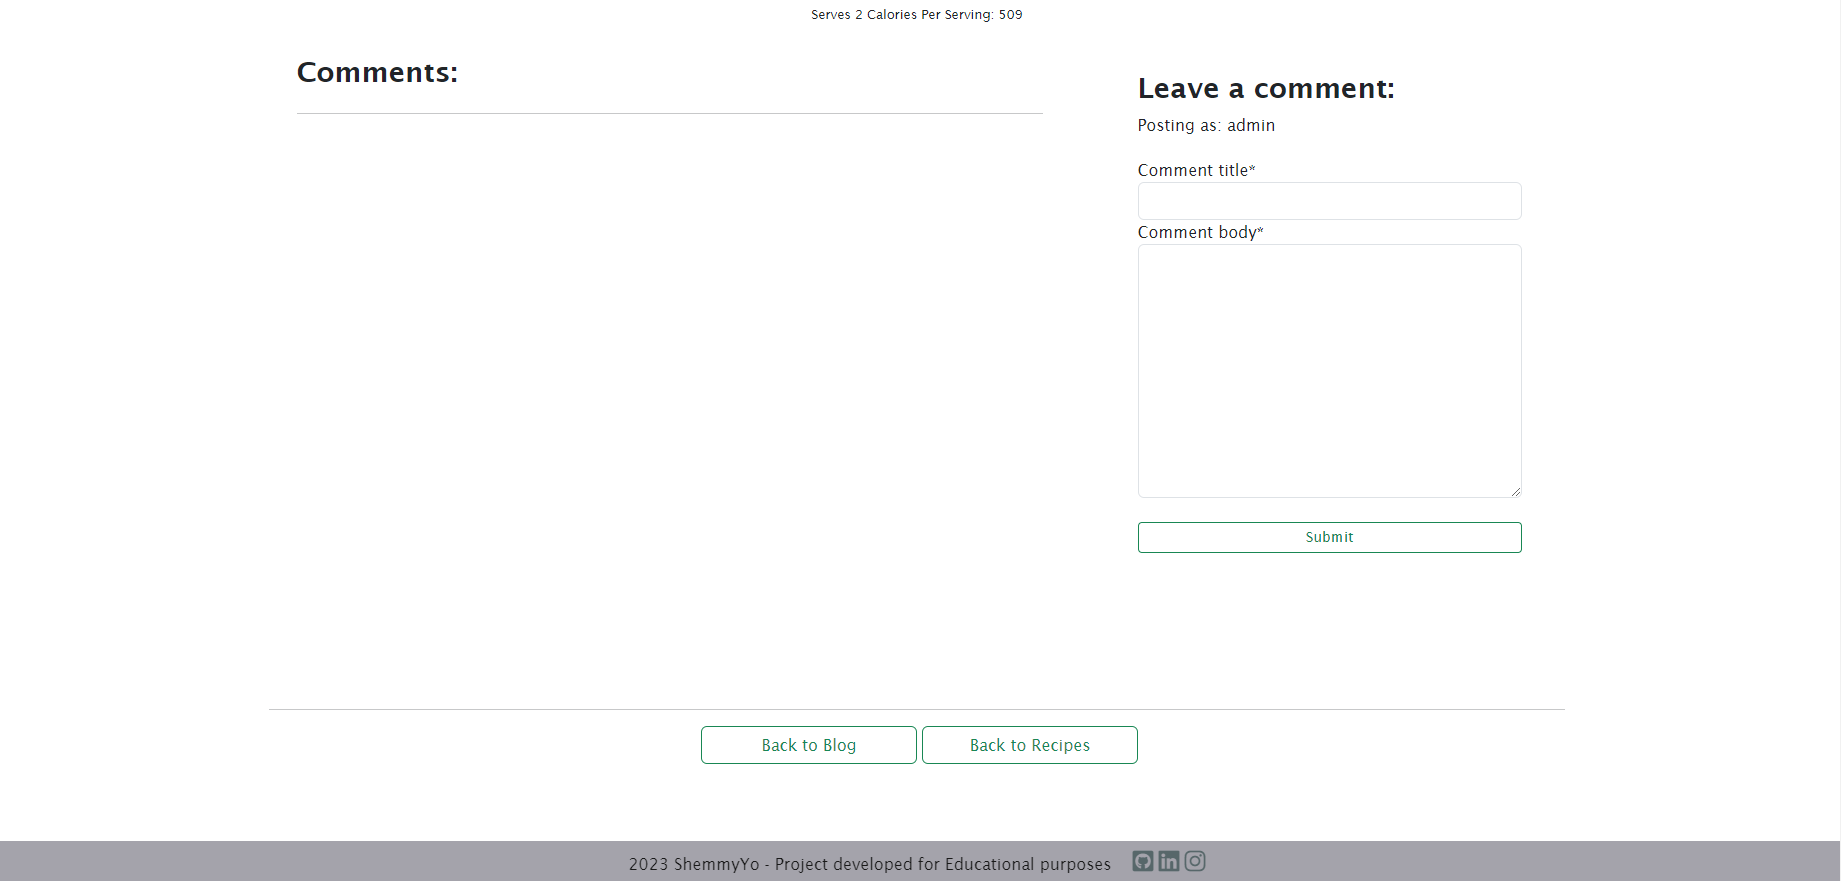 Serves 2 Calories Per Serving: 509
Comments:
Leave a comment:
Posting as: admin
Comment title*
Comment body*
Submit
Back to Blog
Back to Recipes
2023 ShemmyYo - Project developed for Educational purposes